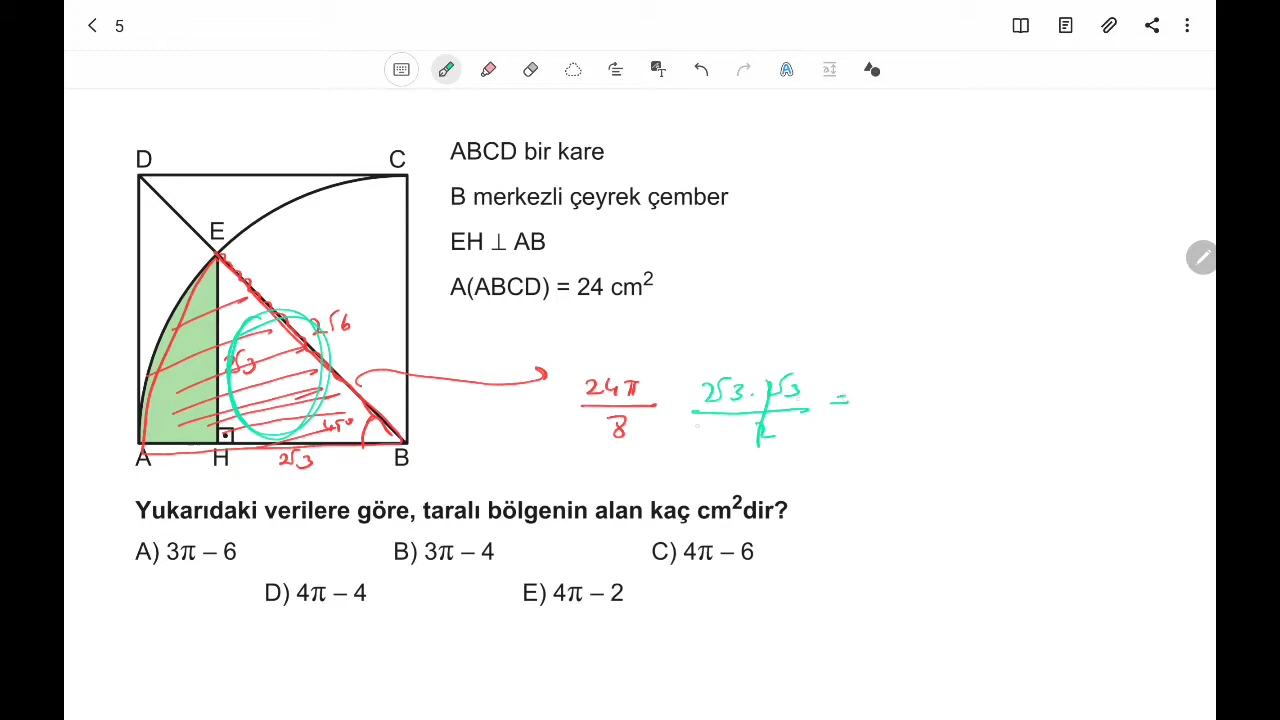 5
D C
ABCD bir kare
B merkezli çeyrek çember
E
EH ⊥ AB
A(ABCD) = 24 cm²
2√6
2√3
24π/8 2√3 · 2√3/2 =
45°
A H B
2√3
Yukarıdaki verilere göre, taralı bölgenin alan kaç cm²dir?
A) 3π – 6 B) 3π – 4 C) 4π – 6
D) 4π – 4 E) 4π – 2